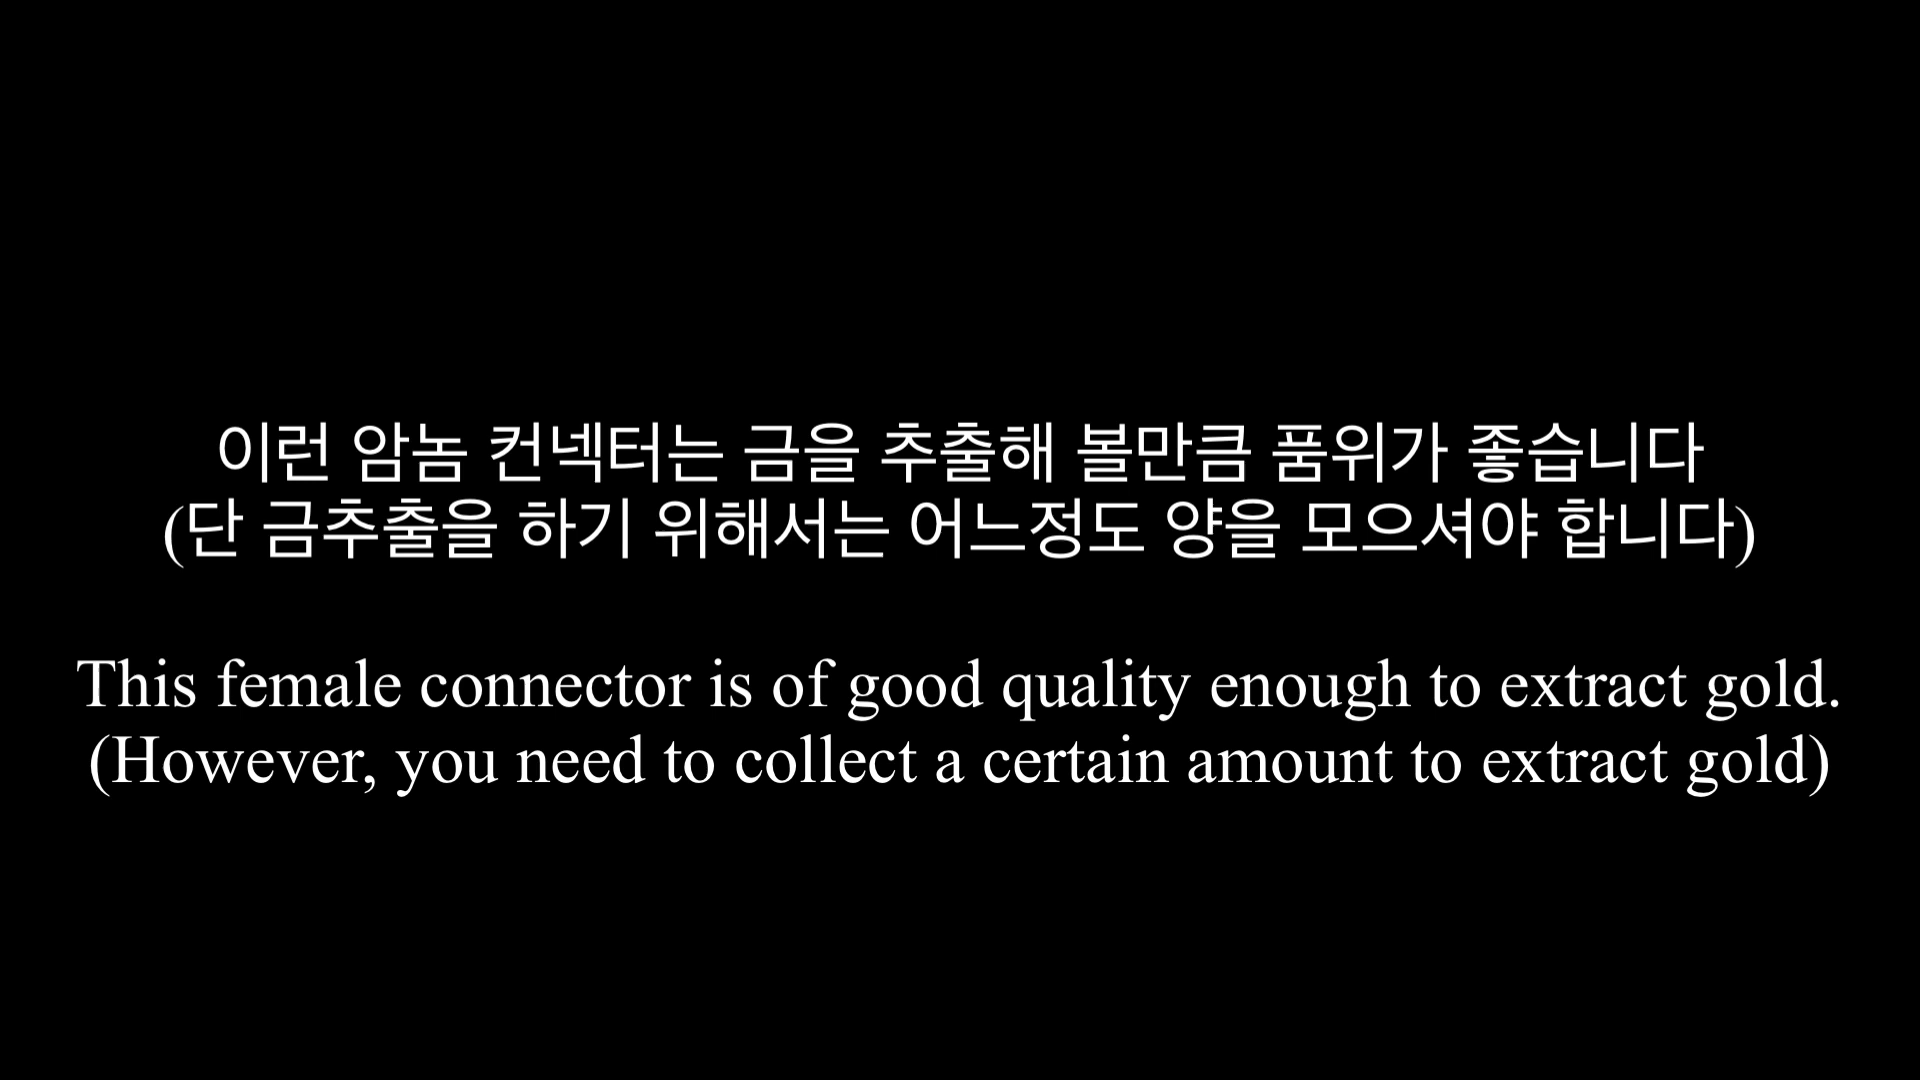 이런 암놈 컨넥터는 금을 추출해 볼만큼 품위가 좋습니다
(단 금추출을 하기 위해서는 어느정도 양을 모으셔야 합니다)
This female connector is of good quality enough to extract gold.
(However, you need to collect a certain amount to extract gold)